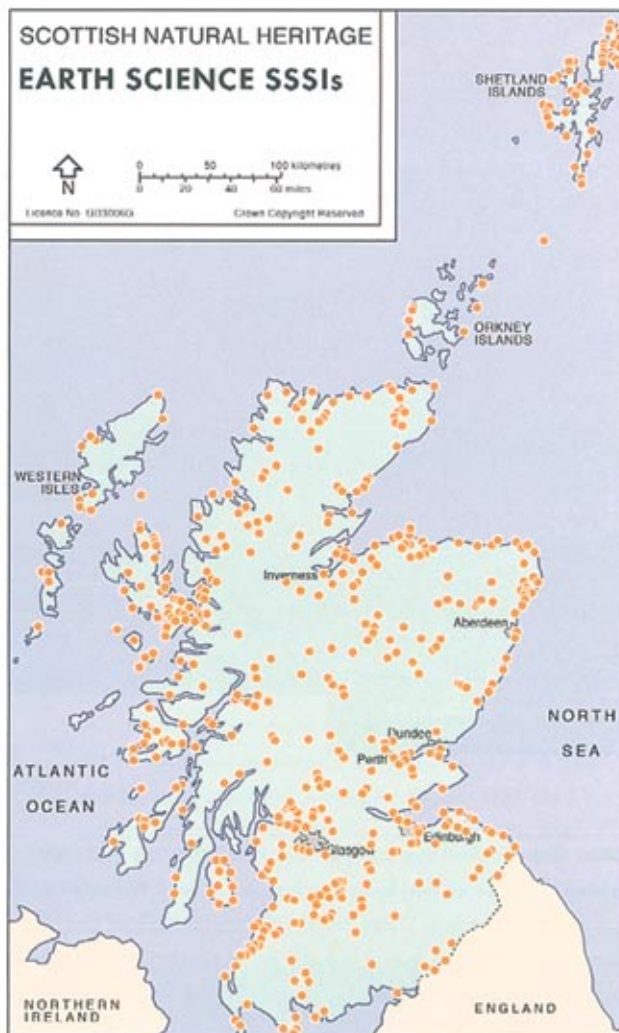 SCOTTISH NATURAL HERITAGE
EARTH SCIENCE SSSIs
0 50 100 kilometres
N
0 20 40 60 miles
Crown Copyright Reserved
SHETLAND
ISLANDS
ORKNEY
ISLANDS
WESTERN
ISLES
Inverness
Aberdeen
Dundee
Perth
NORTH
SEA
ATLANTIC
OCEAN
Edinburgh
Glasgow
NORTHERN
IRELAND
ENGLAND